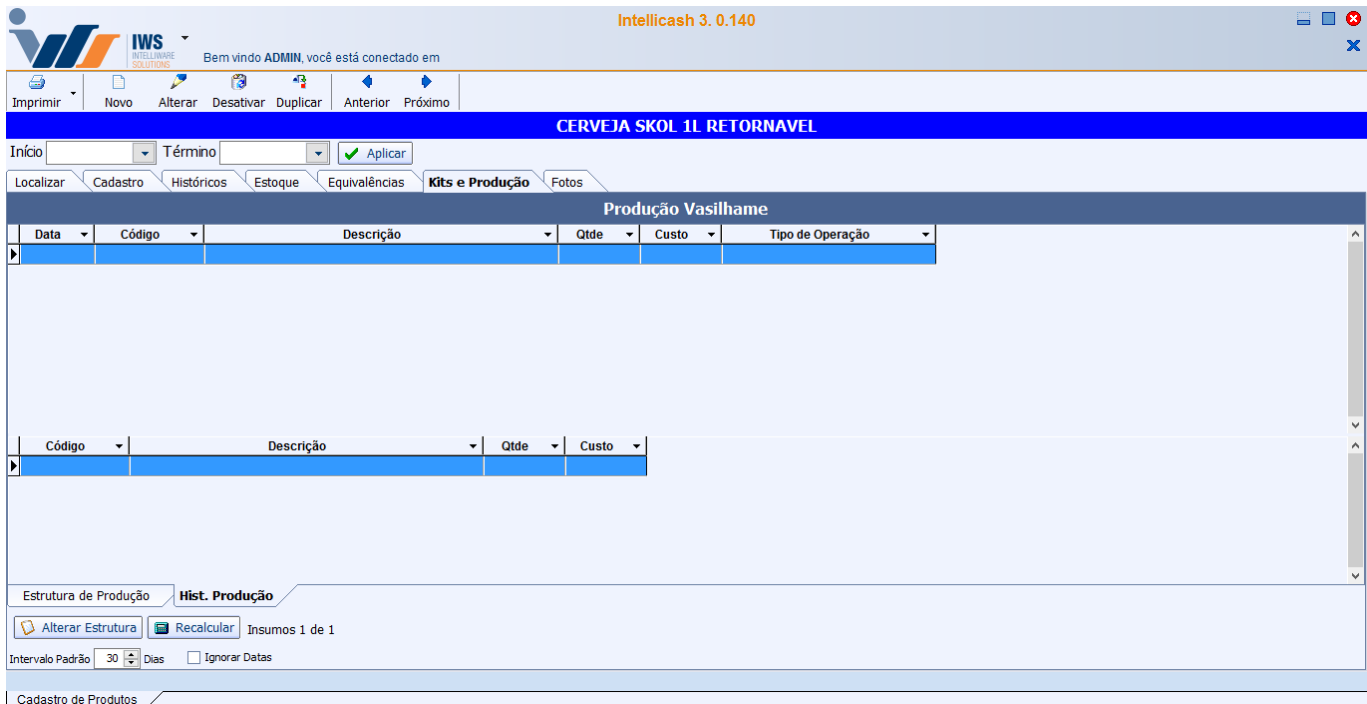 Intellicash 3. 0.140
IWS
INTELLIWARE
SOLUTIONS
Bem vindo ADMIN, você está conectado em
Imprimir Novo Alterar Desativar Duplicar Anterior Próximo
CERVEJA SKOL 1L RETORNAVEL
Início Término Aplicar
Localizar Cadastro Históricos Estoque Equivalências Kits e Produção Fotos
Produção Vasilhame
Data Código Descrição Qtde Custo Tipo de Operação
Código Descrição Qtde Custo
Estrutura de Produção Hist. Produção
Alterar Estrutura Recalcular Insumos 1 de 1
Intervalo Padrão 30 Dias Ignorar Datas
Cadastro de Produtos